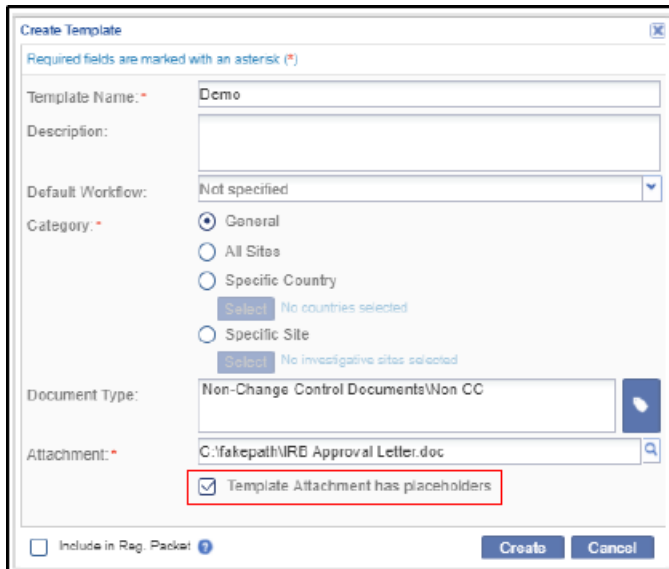 Create Template
Required fields are marked with an asterisk (*)
Template Name:* Demo
Description:
Default Workflow: Not specified
Category:* General
All Sites
Specific Country
Select No countries selected
Specific Site
Select No investigative sites selected
Document Type: Non-Change Control Documents\Non CC
Attachment:* C:\fakepath\IRB Approval Letter.doc
Template Attachment has placeholders
Include in Reg. Packet ?
Create Cancel